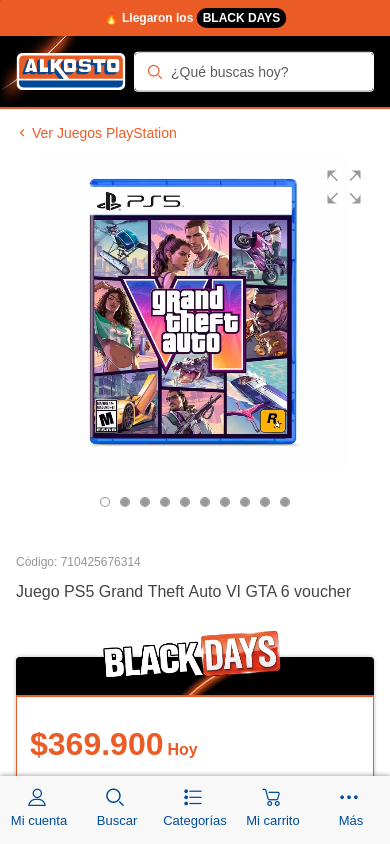 🔥 Llegaron los BLACK DAYS
ALKOSTO
¿Qué buscas hoy?
Ver Juegos PlayStation
PS5
grand
theft
auto
VI
M
ESRB
R
Código: 710425676314
Juego PS5 Grand Theft Auto VI GTA 6 voucher
BLACK DAYS
$369.900 Hoy
Mi cuenta
Buscar
Categorías
Mi carrito
Más